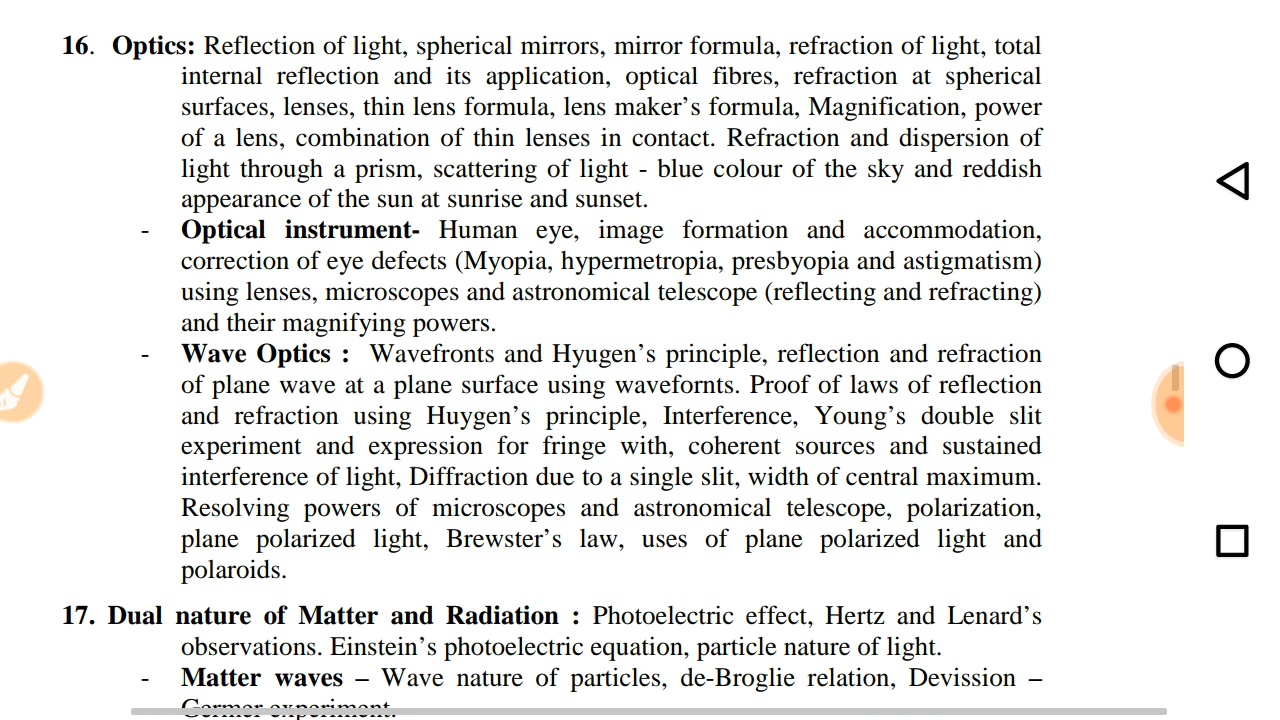 16. Optics: Reflection of light, spherical mirrors, mirror formula, refraction of light, total
internal reflection and its application, optical fibres, refraction at spherical
surfaces, lenses, thin lens formula, lens maker’s formula, Magnification, power
of a lens, combination of thin lenses in contact. Refraction and dispersion of
light through a prism, scattering of light - blue colour of the sky and reddish
appearance of the sun at sunrise and sunset.
- Optical instrument- Human eye, image formation and accommodation,
correction of eye defects (Myopia, hypermetropia, presbyopia and astigmatism)
using lenses, microscopes and astronomical telescope (reflecting and refracting)
and their magnifying powers.
- Wave Optics : Wavefronts and Hyugen’s principle, reflection and refraction
of plane wave at a plane surface using wavefornts. Proof of laws of reflection
and refraction using Huygen’s principle, Interference, Young’s double slit
experiment and expression for fringe with, coherent sources and sustained
interference of light, Diffraction due to a single slit, width of central maximum.
Resolving powers of microscopes and astronomical telescope, polarization,
plane polarized light, Brewster’s law, uses of plane polarized light and
polaroids.
17. Dual nature of Matter and Radiation : Photoelectric effect, Hertz and Lenard’s
observations. Einstein’s photoelectric equation, particle nature of light.
- Matter waves – Wave nature of particles, de-Broglie relation, Devission –
Germer experiment.